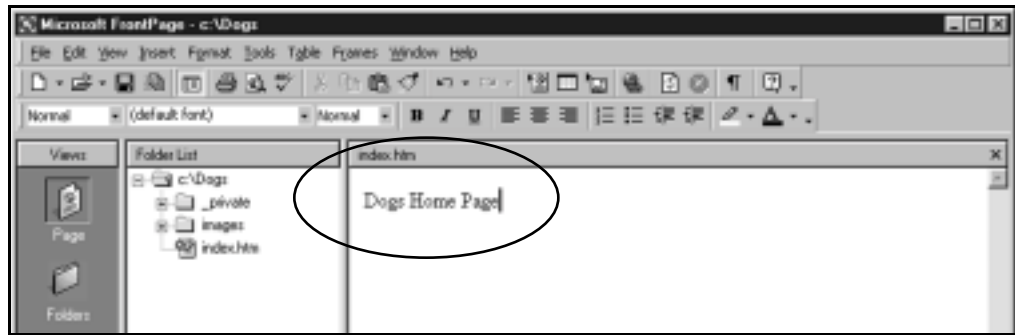 Microsoft FrontPage - c:\Dogs
File Edit View Insert Format Tools Table Frames Window Help
Normal (default font) Normal B I U A
Views Folder List index.htm
c:\Dogs
_private
images
index.htm
Page
Folders
Dogs Home Page